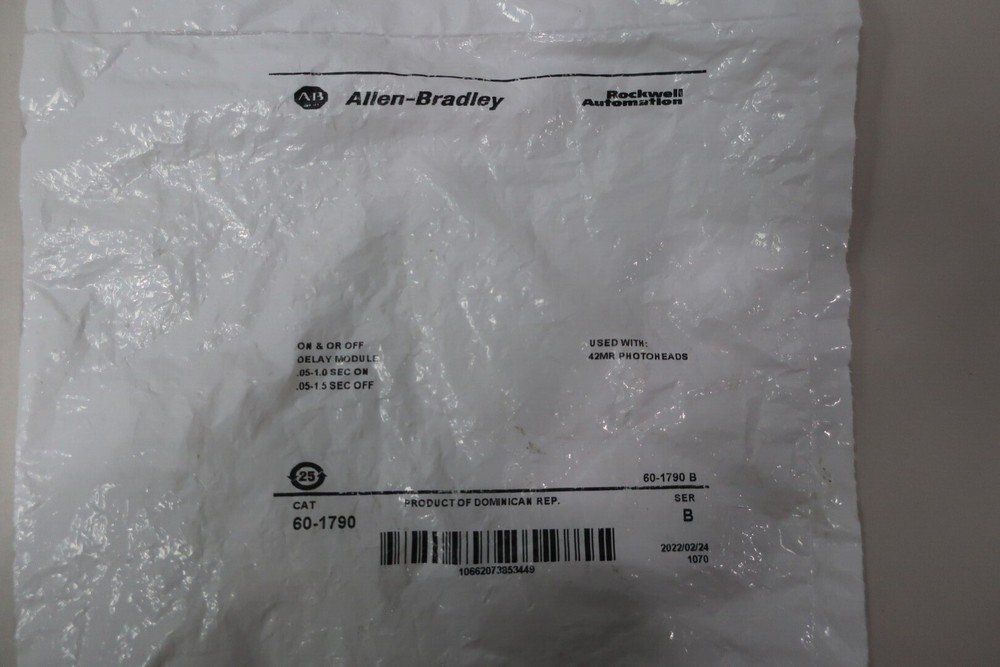 AB
Allen-Bradley
Rockwell
Automation
ON & OR OFF
DELAY MODULE
.05-1.0 SEC ON
.05-1.5 SEC OFF
USED WITH:
42MR PHOTOHEADS
25
60-1790 B
CAT
60-1790
PRODUCT OF DOMINICAN REP.
SER
B
10662073853449
2022/02/24
1070